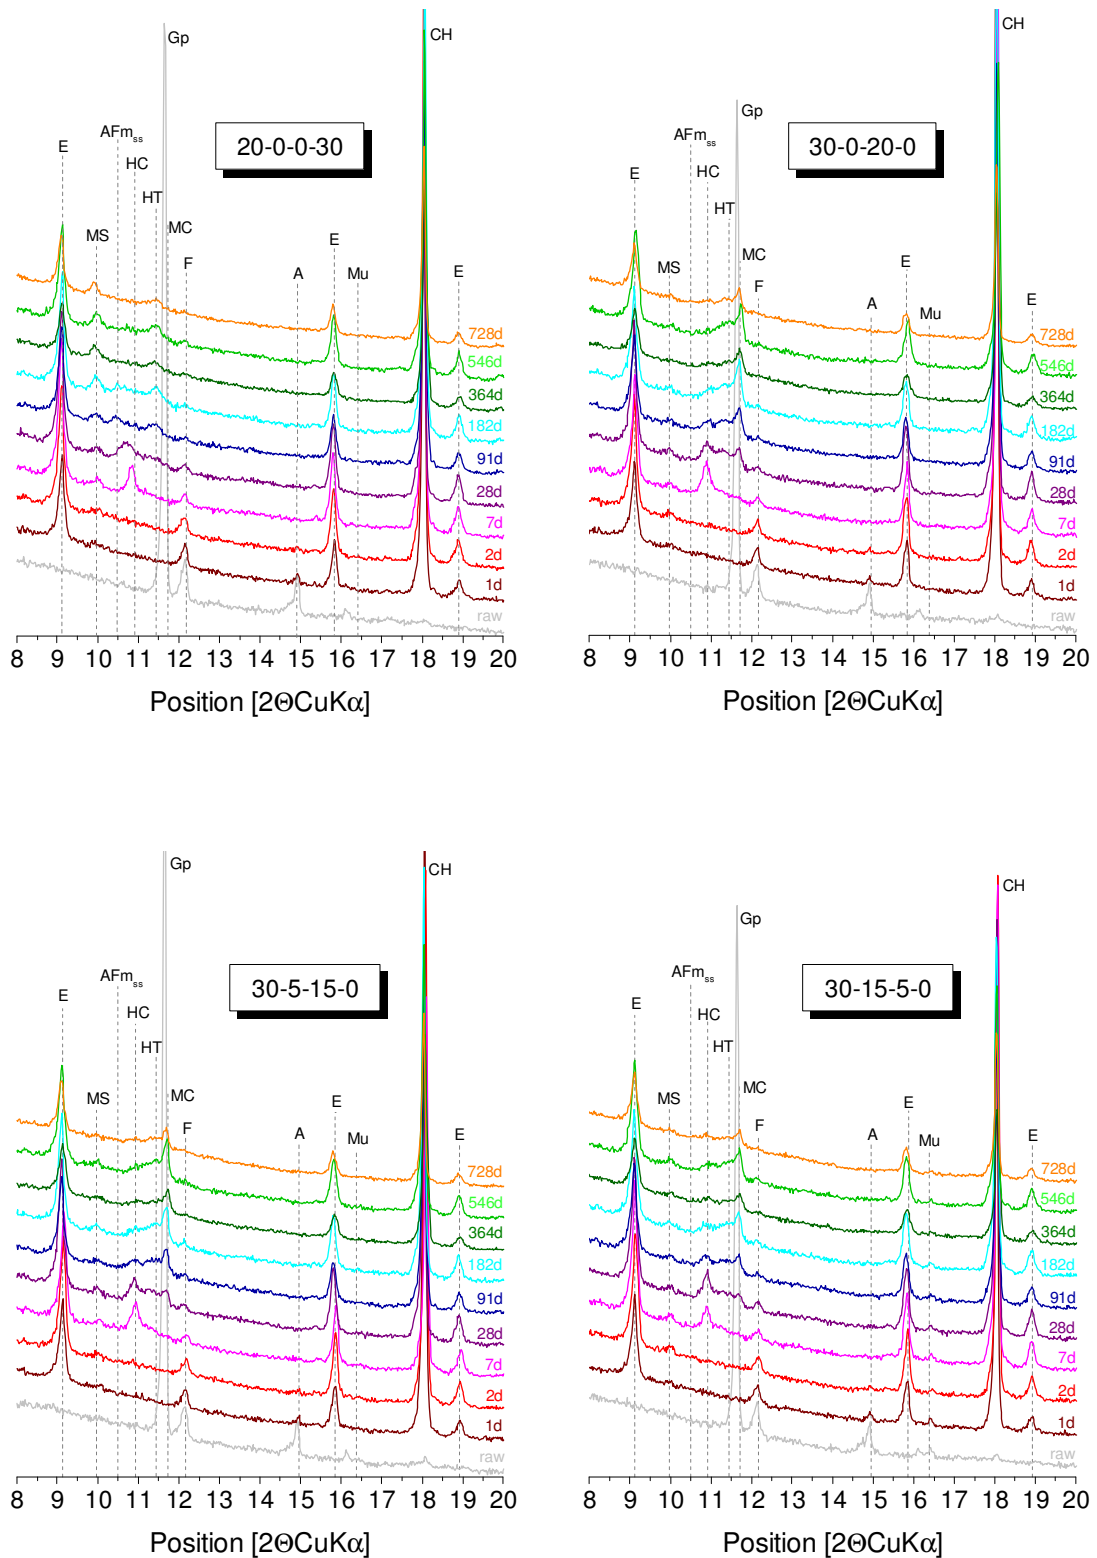 Gp
CH
AFmss
20-0-0-30
E
HC
HT
MC
MS
F
E
A
Mu
E
728d
546d
364d
182d
91d
28d
7d
2d
1d
raw
8 9 10 11 12 13 14 15 16 17 18 19 20
Position [2ΘCuKα]
CH
Gp
AFmss
30-0-20-0
E
HC
HT
MS
MC
F
E
A
Mu
E
728d
546d
364d
182d
91d
28d
7d
2d
1d
raw
8 9 10 11 12 13 14 15 16 17 18 19 20
Position [2ΘCuKα]
Gp
CH
AFmss
30-5-15-0
E
HC
HT
MS
MC
F
E
A
Mu
E
728d
546d
364d
182d
91d
28d
7d
2d
1d
raw
8 9 10 11 12 13 14 15 16 17 18 19 20
Position [2ΘCuKα]
CH
Gp
AFmss
30-15-5-0
E
HC
HT
MS
MC
F
E
A
Mu
E
728d
546d
364d
182d
91d
28d
7d
2d
1d
raw
8 9 10 11 12 13 14 15 16 17 18 19 20
Position [2ΘCuKα]